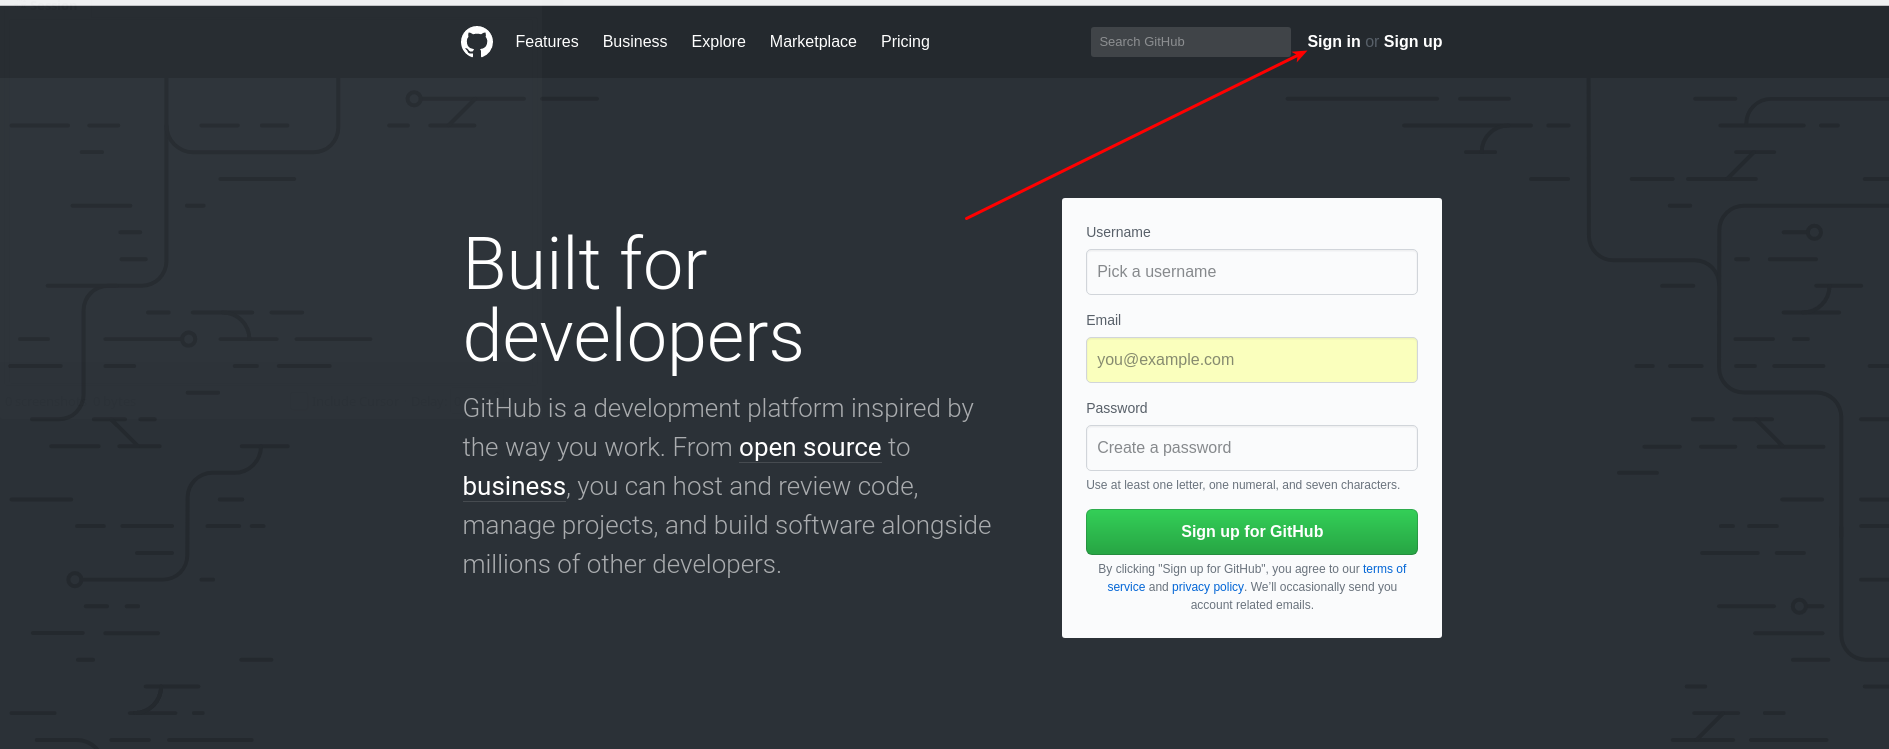 Features Business Explore Marketplace Pricing Search GitHub Sign in or Sign up
Built for
developers
GitHub is a development platform inspired by
the way you work. From open source to
business, you can host and review code,
manage projects, and build software alongside
millions of other developers.
Username
Pick a username
Email
you@example.com
Password
Create a password
Use at least one letter, one numeral, and seven characters.
Sign up for GitHub
By clicking "Sign up for GitHub", you agree to our terms of
service and privacy policy. We’ll occasionally send you
account related emails.